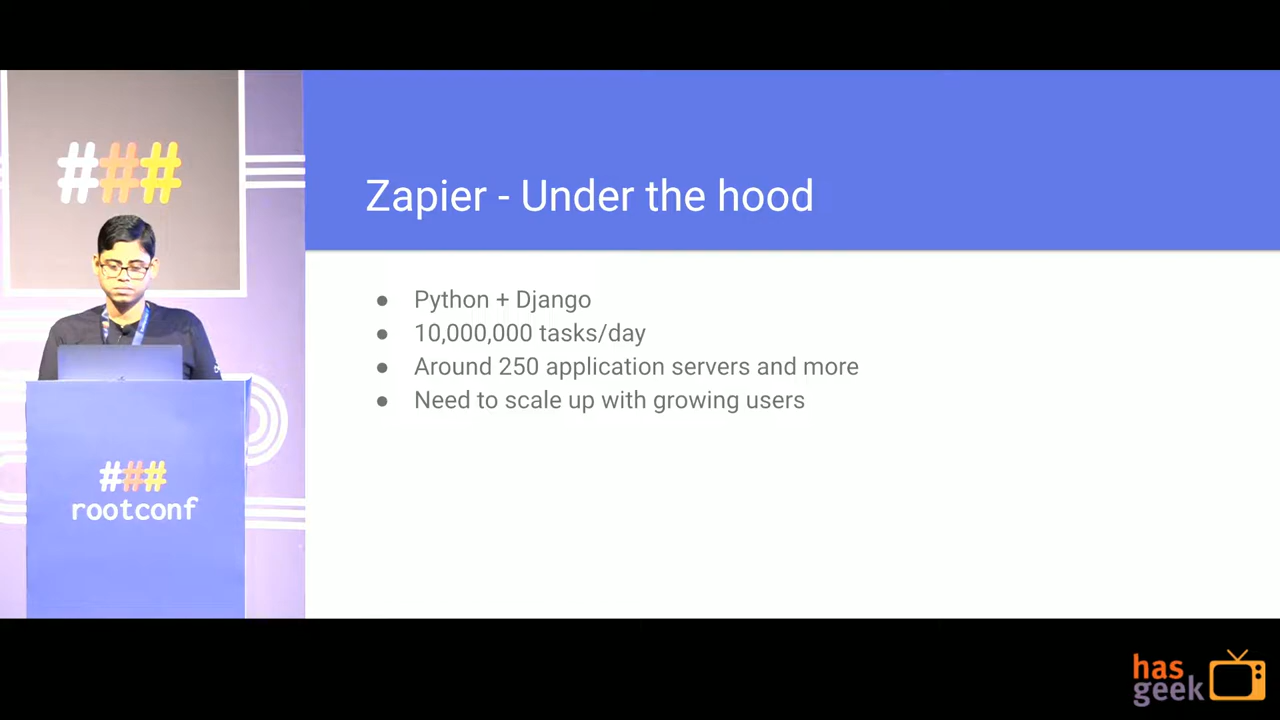 ###
Zapier - Under the hood
● Python + Django
● 10,000,000 tasks/day
● Around 250 application servers and more
● Need to scale up with growing users
###
rootconf
has
geek